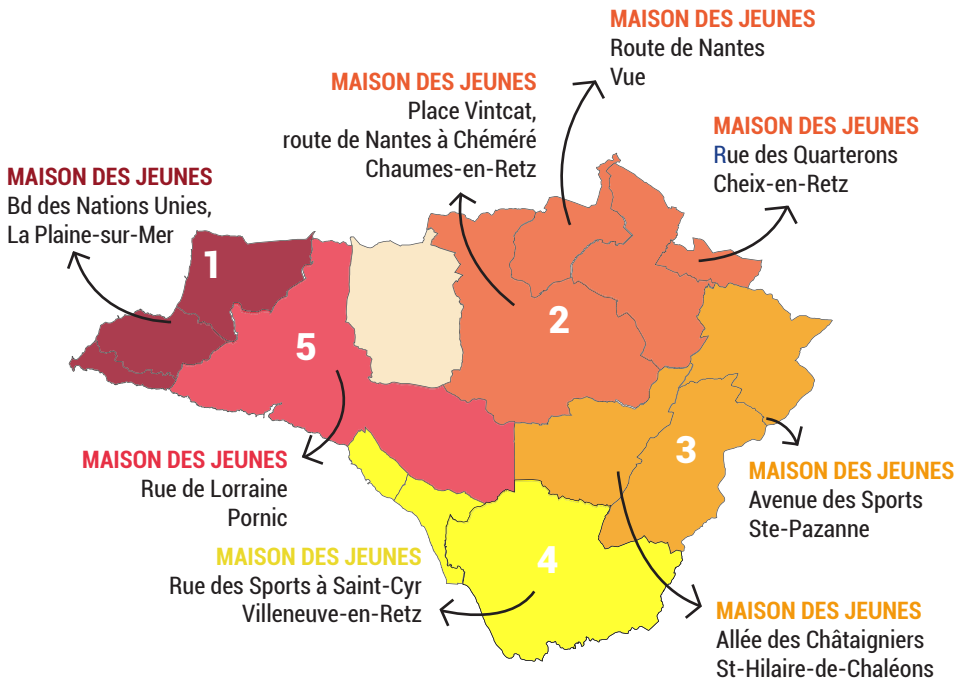 MAISON DES JEUNES
Route de Nantes
Vue
MAISON DES JEUNES
Place Vintcat,
route de Nantes à Chéméré
Chaumes-en-Retz
MAISON DES JEUNES
Rue des Quarterons
Cheix-en-Retz
MAISON DES JEUNES
Bd des Nations Unies,
La Plaine-sur-Mer
1
2
5
3
4
MAISON DES JEUNES
Rue de Lorraine
Pornic
MAISON DES JEUNES
Avenue des Sports
Ste-Pazanne
MAISON DES JEUNES
Rue des Sports à Saint-Cyr
Villeneuve-en-Retz
MAISON DES JEUNES
Allée des Châtaigniers
St-Hilaire-de-Chaléons